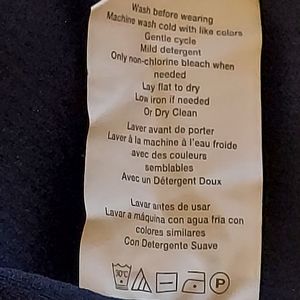 Wash before wearing
Machine wash cold with like colors
Gentle cycle
Mild detergent
Only non-chlorine bleach when
needed
Lay flat to dry
Low iron if needed
Or Dry Clean
Laver avant de porter
Laver à la machine à l'eau froide
avec des couleurs
semblables
Avec un Détergent Doux
Lavar antes de usar
Lavar a máquina con agua fria con
colores similares
Con Detergente Suave
30°C P